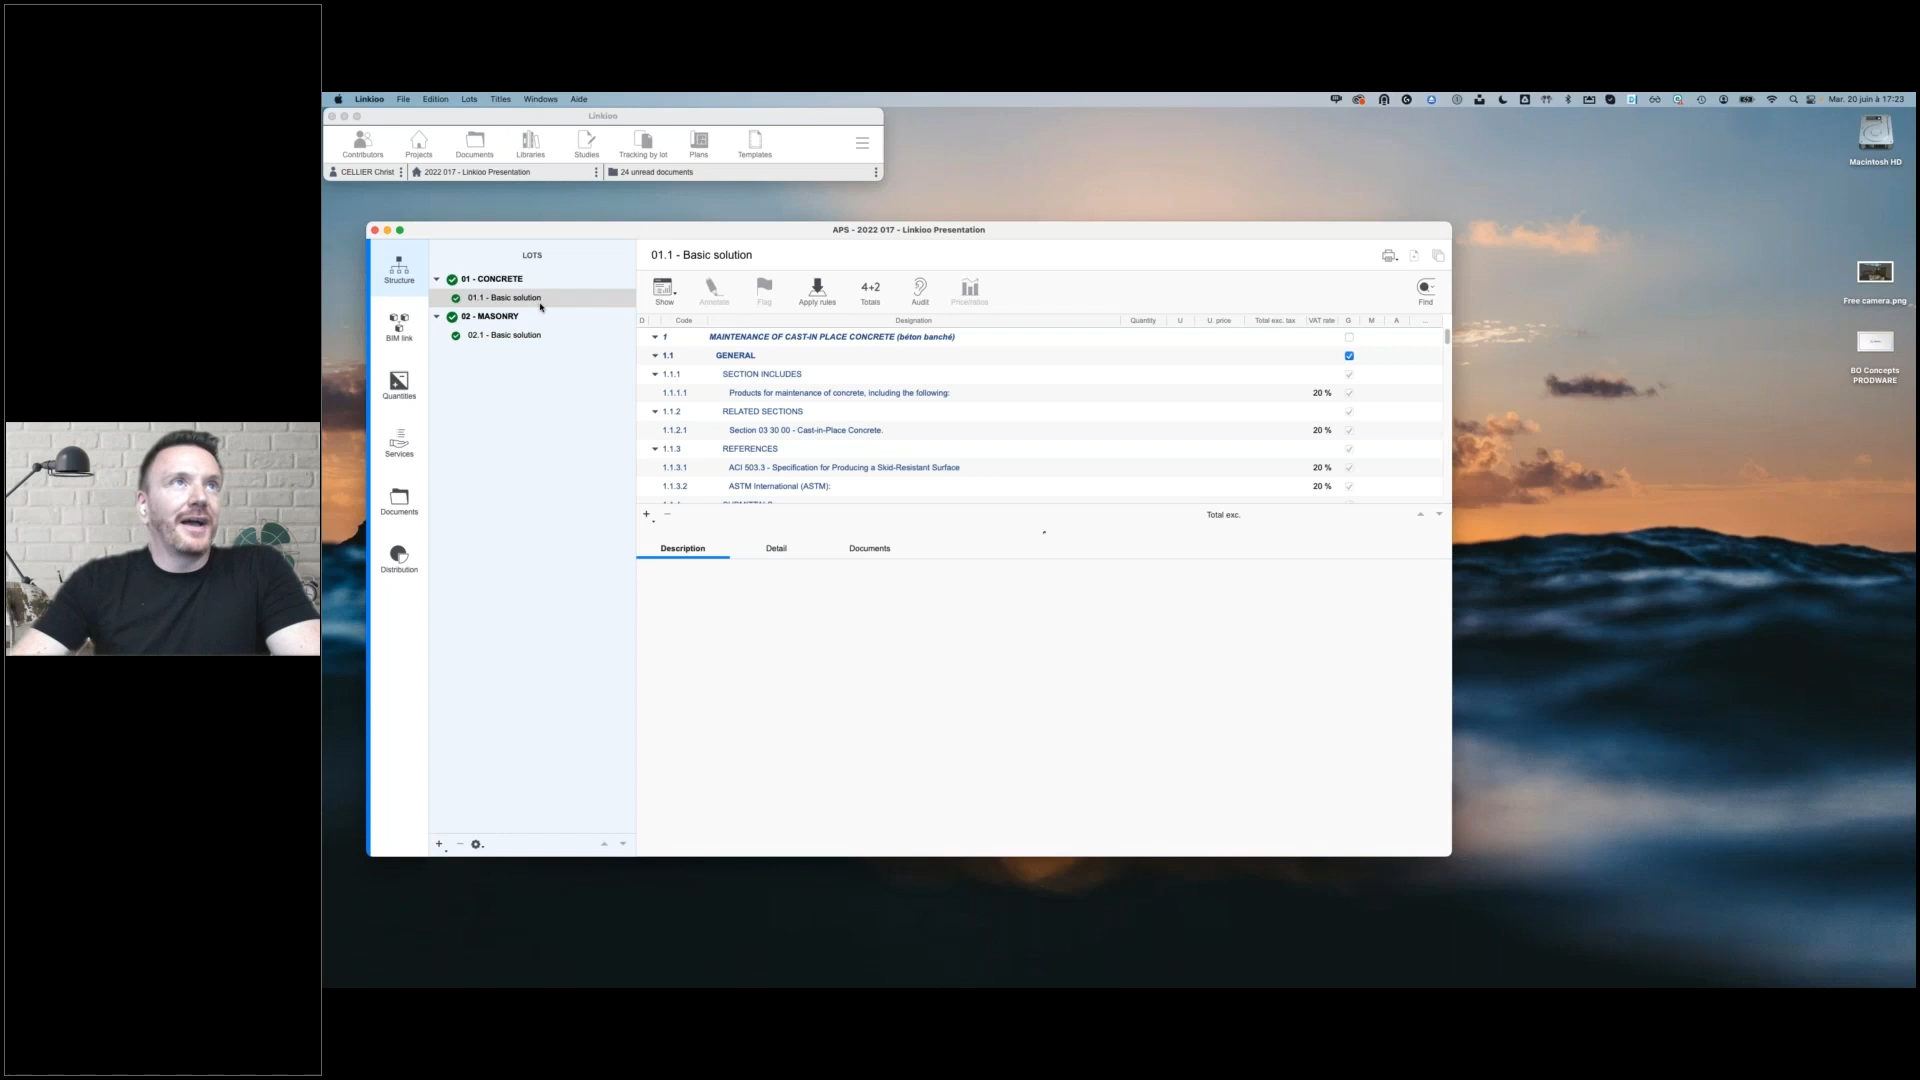 Linkioo File Edition Lots Titles Windows Aide
Mar. 20 juin à 17:23
Linkioo
Contributors Projects Documents Libraries Studies Tracking by lot Plans Templates
CELLIER Christ 2022 017 - Linkioo Presentation 24 unread documents
Macintosh HD
Free camera.png
BO Concepts
PRODWARE
APS - 2022 017 - Linkioo Presentation
Structure
BIM link
Quantities
Services
Documents
Distribution
LOTS
01 - CONCRETE
01.1 - Basic solution
02 - MASONRY
02.1 - Basic solution
01.1 - Basic solution
Show Annotate Flag Apply rules 4+2 Totals Audit Price/ratios Find
D Code Designation Quantity U U. price Total exc. tax VAT rate G M A ...
1 MAINTENANCE OF CAST-IN PLACE CONCRETE (béton banché)
1.1 GENERAL
1.1.1 SECTION INCLUDES
1.1.1.1 Products for maintenance of concrete, including the following: 20 %
1.1.2 RELATED SECTIONS
1.1.2.1 Section 03 30 00 - Cast-in-Place Concrete. 20 %
1.1.3 REFERENCES
1.1.3.1 ACI 503.3 - Specification for Producing a Skid-Resistant Surface 20 %
1.1.3.2 ASTM International (ASTM): 20 %
Total exc.
Description Detail Documents